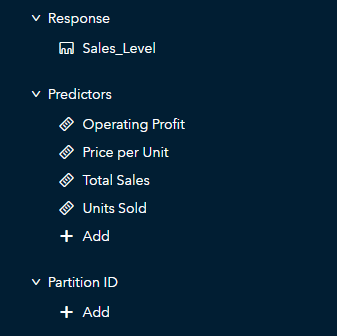 Response
Sales_Level
Predictors
Operating Profit
Price per Unit
Total Sales
Units Sold
Add
Partition ID
Add